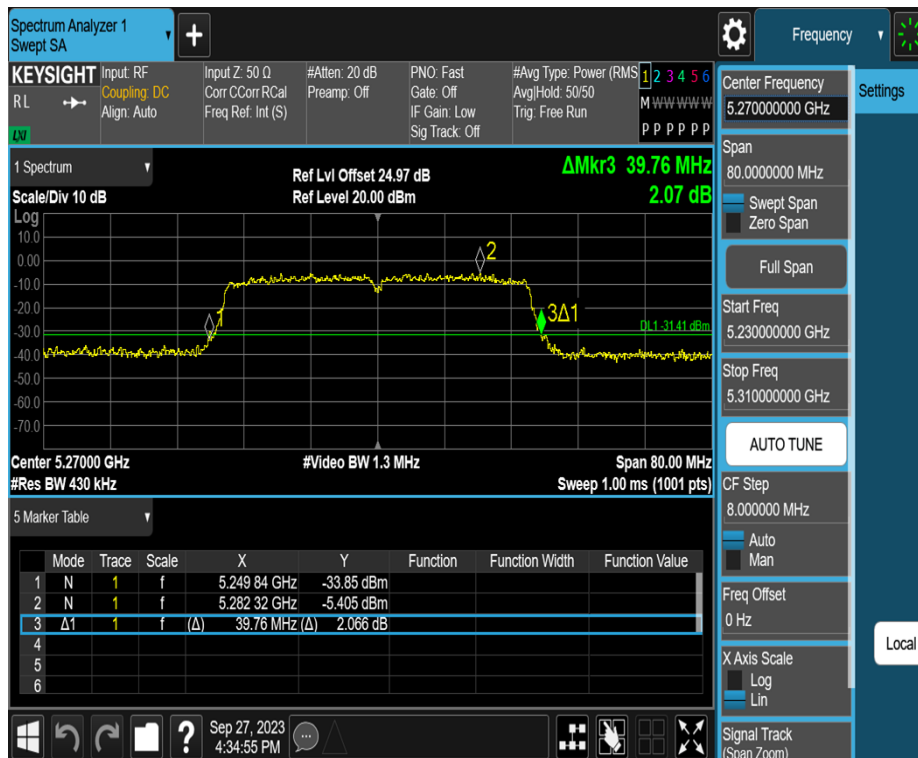 Spectrum Analyzer 1
Swept SA
+
Frequency
KEYSIGHT
RL
LXI
Input: RF
Coupling: DC
Align: Auto
Input Z: 50 Ω
Corr CCorr RCal
Freq Ref: Int (S)
#Atten: 20 dB
Preamp: Off
PNO: Fast
Gate: Off
IF Gain: Low
Sig Track: Off
#Avg Type: Power (RMS
Avg|Hold: 50/50
Trig: Free Run
1 2 3 4 5 6
M W W W W W
P P P P P P
Center Frequency
5.270000000 GHz
Settings
1 Spectrum
Scale/Div 10 dB
Ref Lvl Offset 24.97 dB
Ref Level 20.00 dBm
ΔMkr3 39.76 MHz
2.07 dB
Log
10.0
0.00
-10.0
-20.0
-30.0
-40.0
-50.0
-60.0
-70.0
1
2
3Δ1
DL1 -31.41 dBm
Center 5.27000 GHz
#Video BW 1.3 MHz
Span 80.00 MHz
#Res BW 430 kHz
Sweep 1.00 ms (1001 pts)
Span
80.0000000 MHz
Swept Span
Zero Span
Full Span
Start Freq
5.230000000 GHz
Stop Freq
5.310000000 GHz
AUTO TUNE
CF Step
8.000000 MHz
Auto
Man
Freq Offset
0 Hz
X Axis Scale
Log
Lin
Signal Track
(Span Zoom)
Local
5 Marker Table
Mode Trace Scale X Y Function Function Width Function Value
1 N 1 f 5.249 84 GHz -33.85 dBm
2 N 1 f 5.282 32 GHz -5.405 dBm
3 Δ1 1 f (Δ) 39.76 MHz (Δ) 2.066 dB
4
5
6
?
Sep 27, 2023
4:34:55 PM